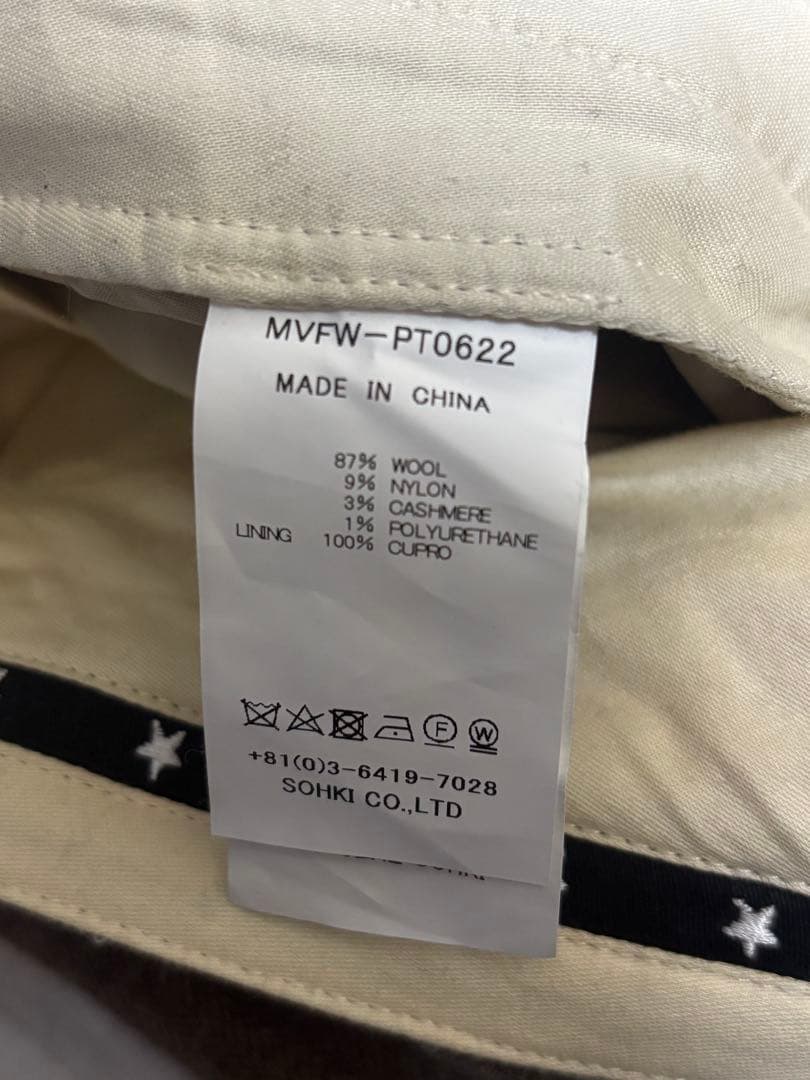 MVFW-PT0622
MADE IN CHINA
87% WOOL
9% NYLON
3% CASHMERE
1% POLYURETHANE
LINING 100% CUPRO
F W
+81(0)3-6419-7028
SOHKI CO.,LTD